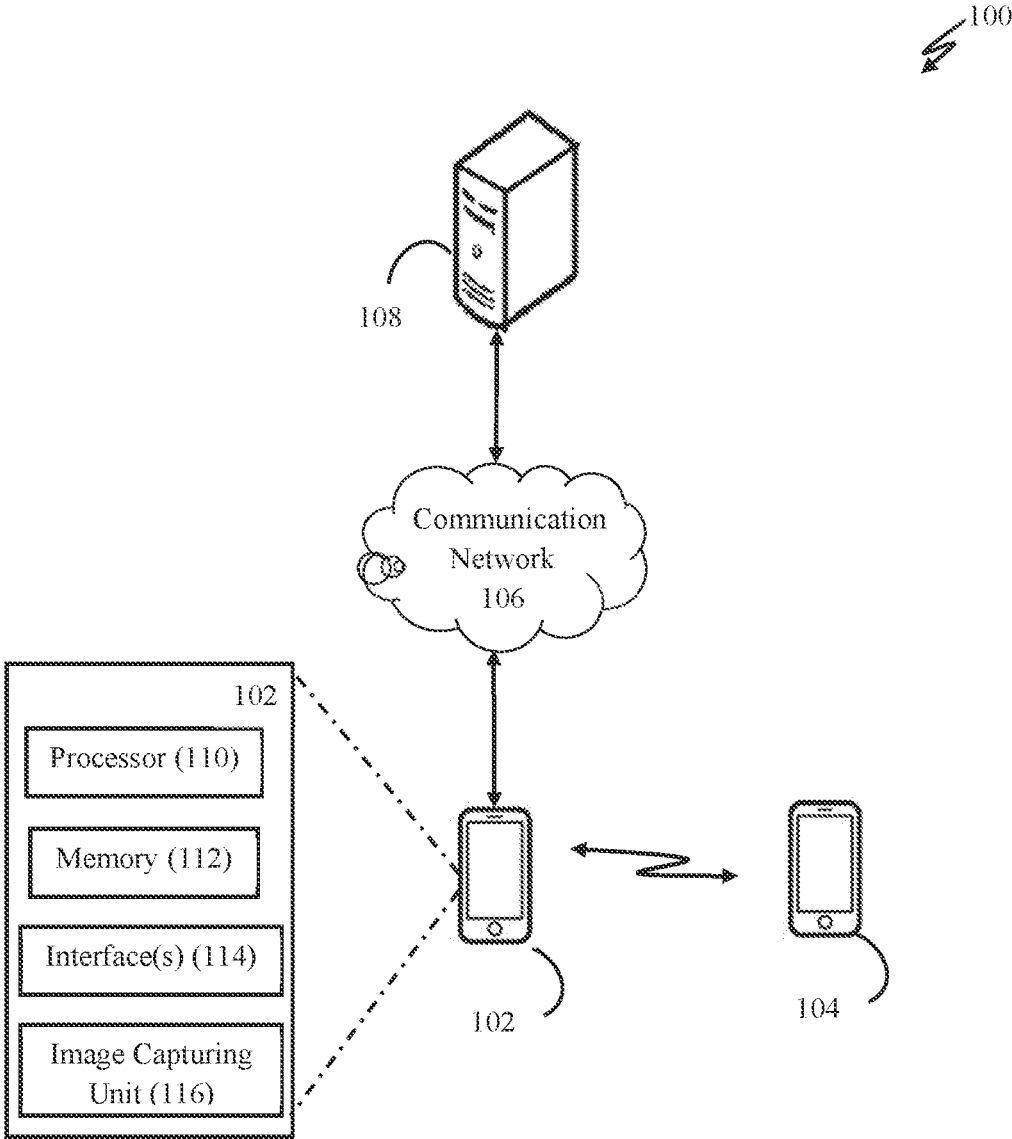 100
108
Communication
Network
106
102
Processor (110)
Memory (112)
Interface(s) (114)
Image Capturing
Unit (116)
102
104